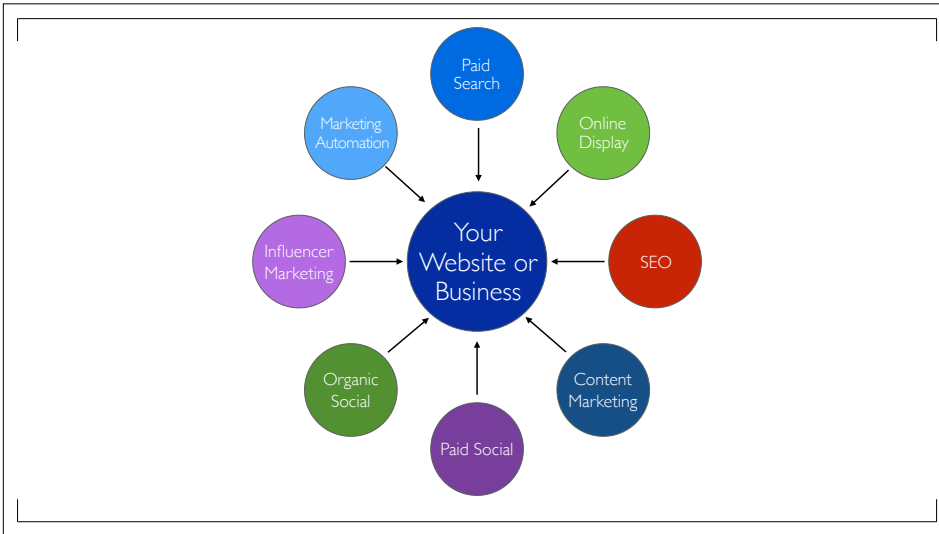 Paid
Search
Marketing
Automation
Online
Display
Your
Website or
Business
Influencer
Marketing
SEO
Organic
Social
Content
Marketing
Paid Social